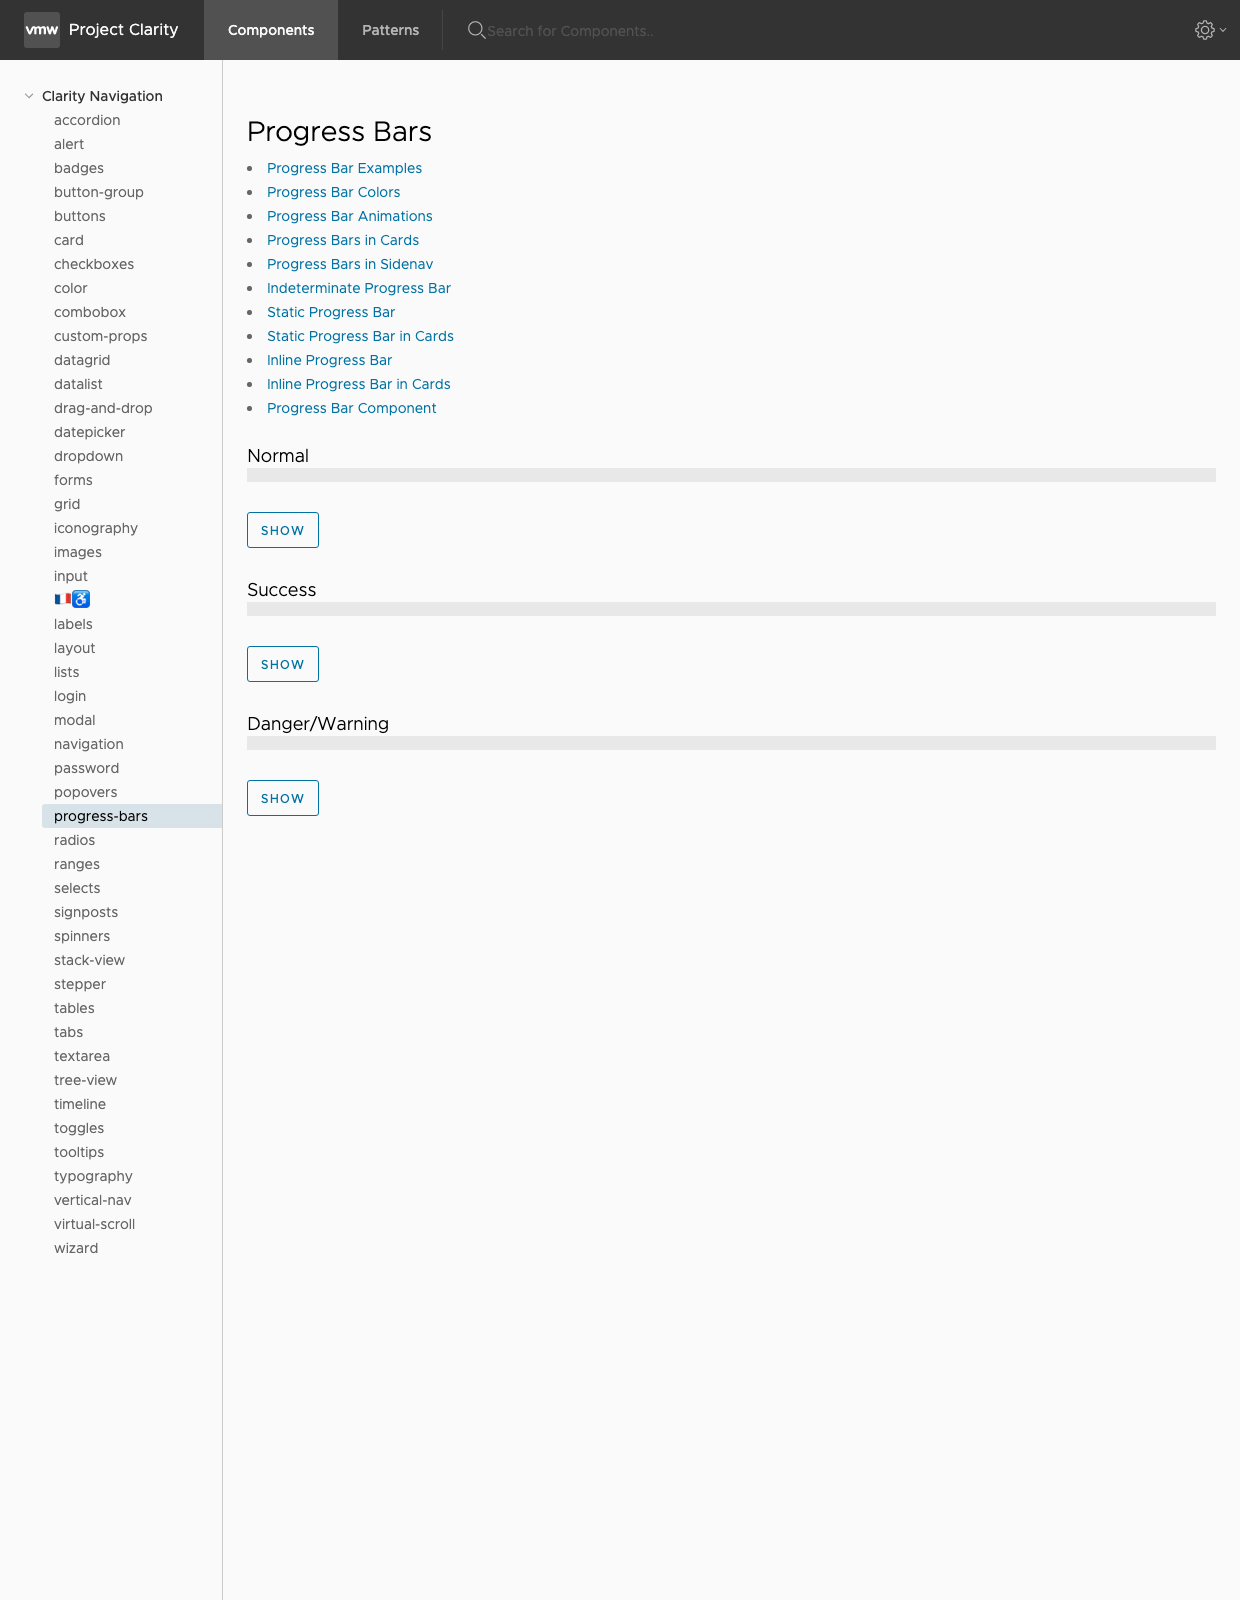 vmw Project Clarity Components Patterns Search for Components..
Clarity Navigation
accordion
alert
badges
button-group
buttons
card
checkboxes
color
combobox
custom-props
datagrid
datalist
drag-and-drop
datepicker
dropdown
forms
grid
iconography
images
input
🇫🇷♿
labels
layout
lists
login
modal
navigation
password
popovers
progress-bars
radios
ranges
selects
signposts
spinners
stack-view
stepper
tables
tabs
textarea
tree-view
timeline
toggles
tooltips
typography
vertical-nav
virtual-scroll
wizard
Progress Bars
Progress Bar Examples
Progress Bar Colors
Progress Bar Animations
Progress Bars in Cards
Progress Bars in Sidenav
Indeterminate Progress Bar
Static Progress Bar
Static Progress Bar in Cards
Inline Progress Bar
Inline Progress Bar in Cards
Progress Bar Component
Normal
SHOW
Success
SHOW
Danger/Warning
SHOW